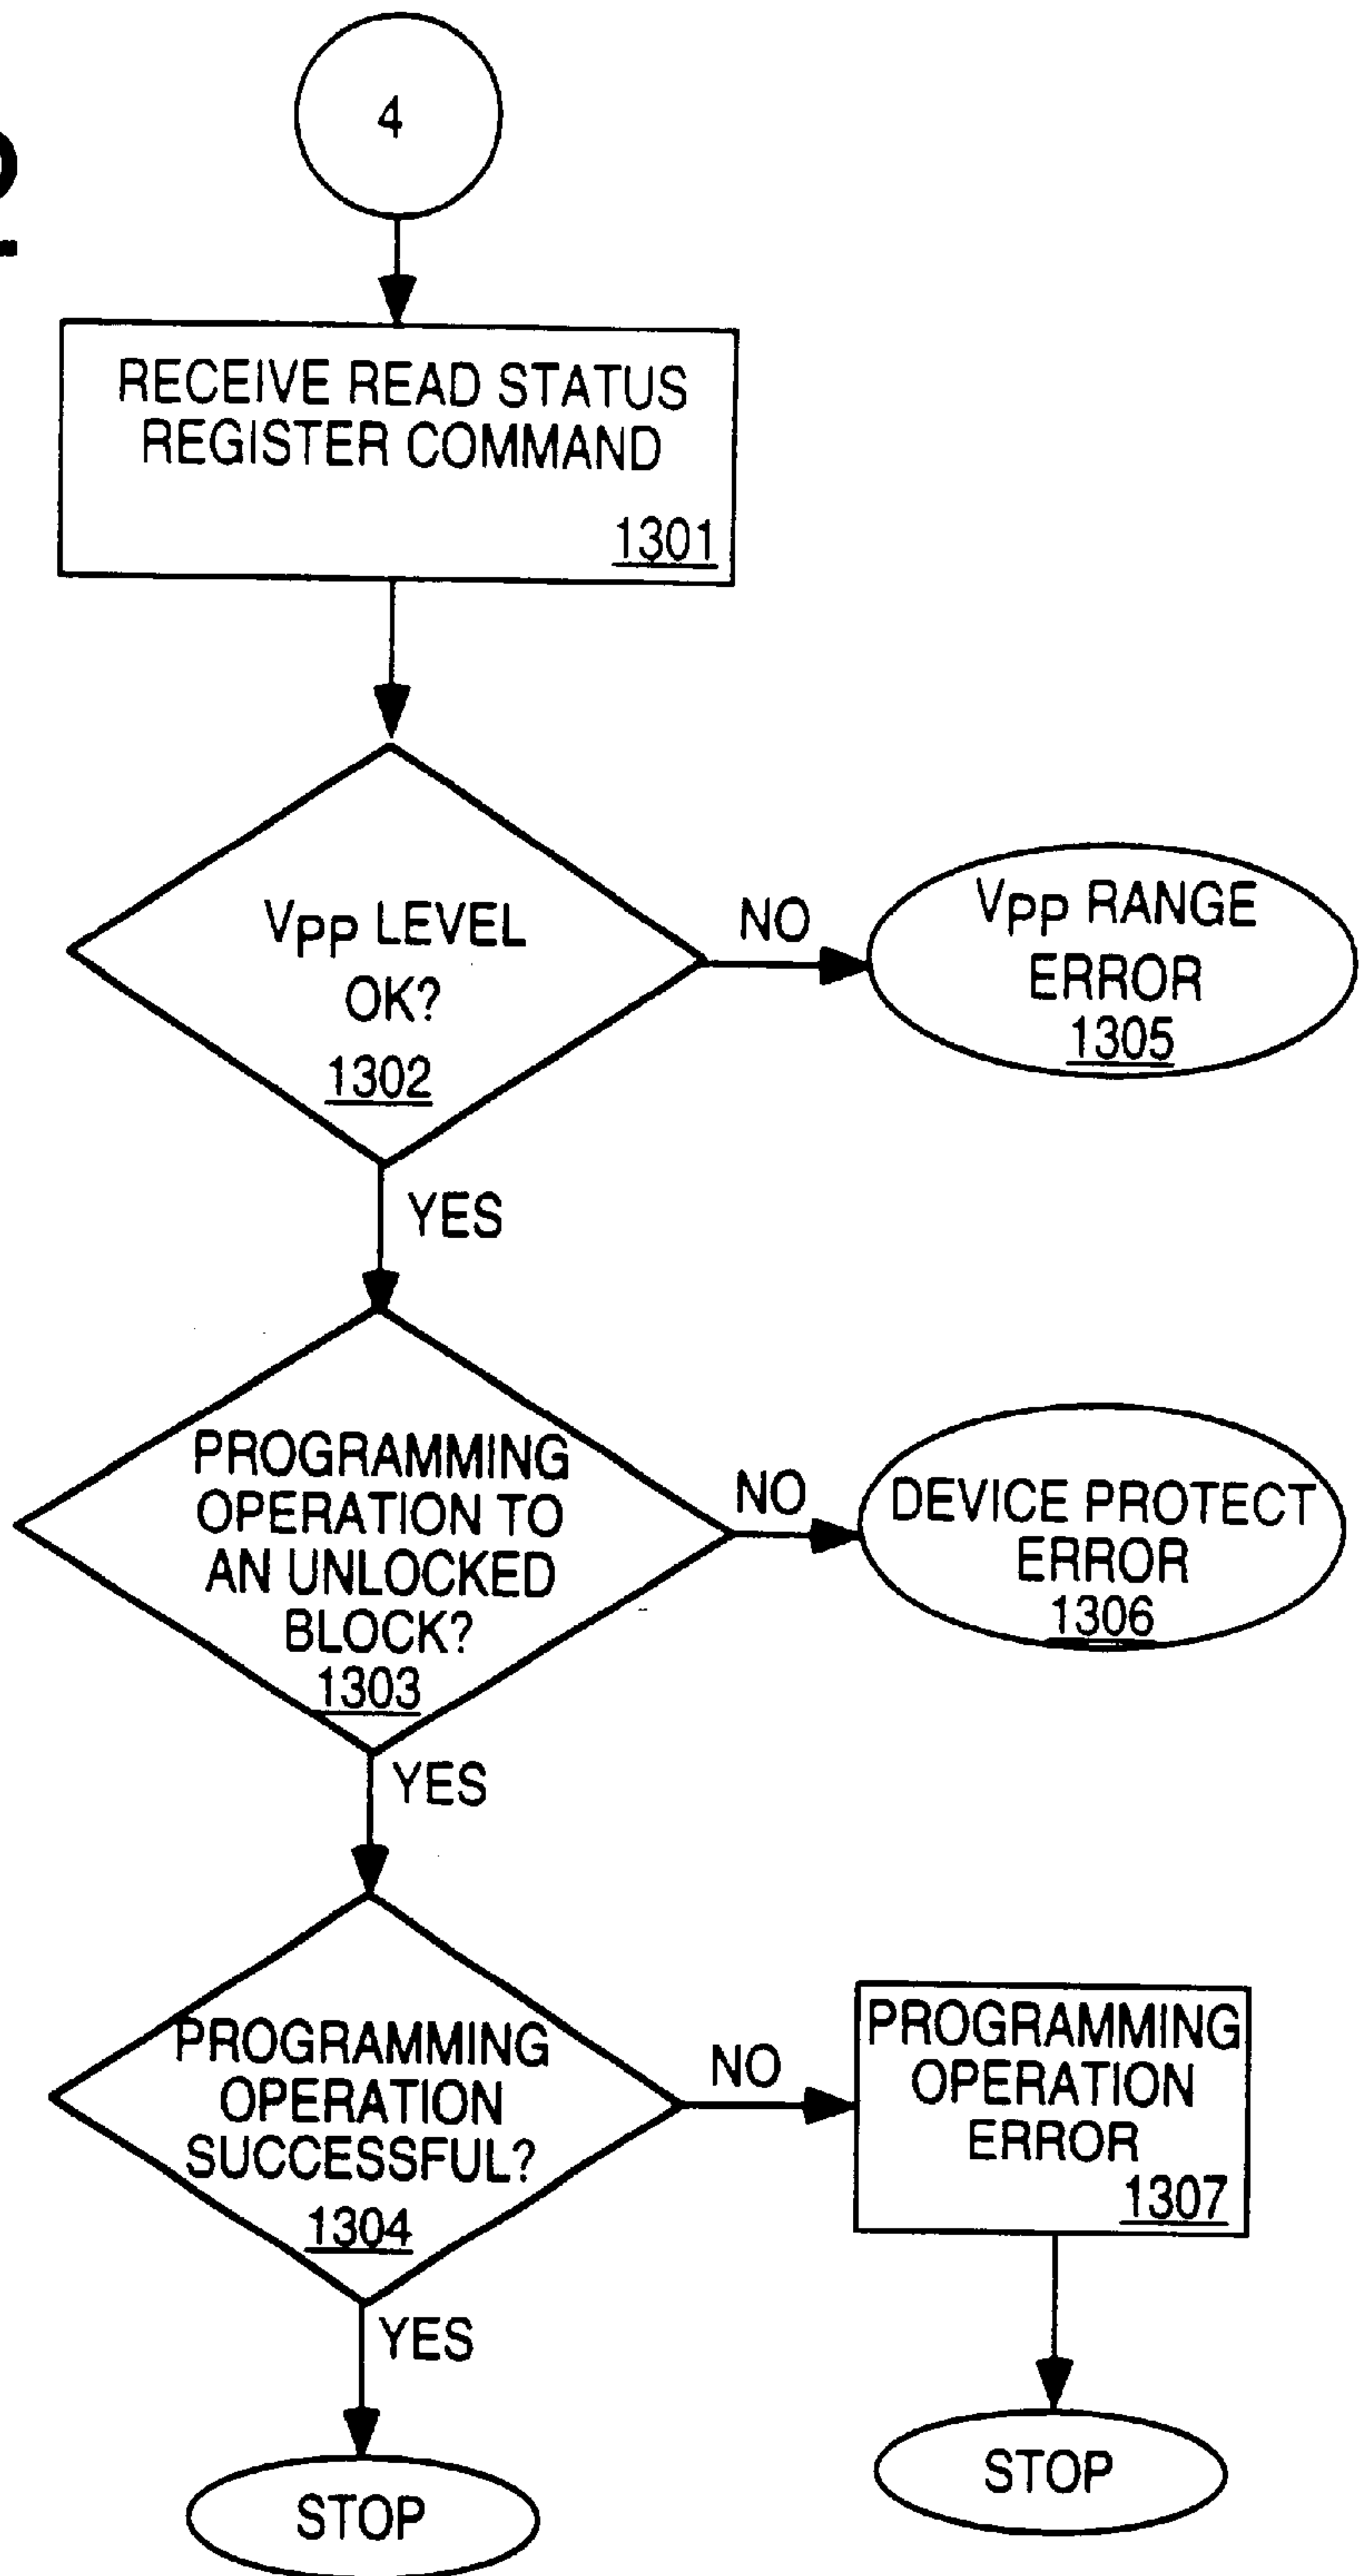 4
RECEIVE READ STATUS
REGISTER COMMAND
1301
VPP LEVEL
OK?
1302
NO
VPP RANGE
ERROR
1305
YES
PROGRAMMING
OPERATION TO
AN UNLOCKED
BLOCK?
1303
NO
DEVICE PROTECT
ERROR
1306
YES
PROGRAMMING
OPERATION
SUCCESSFUL?
1304
NO
PROGRAMMING
OPERATION
ERROR
1307
YES
STOP
STOP